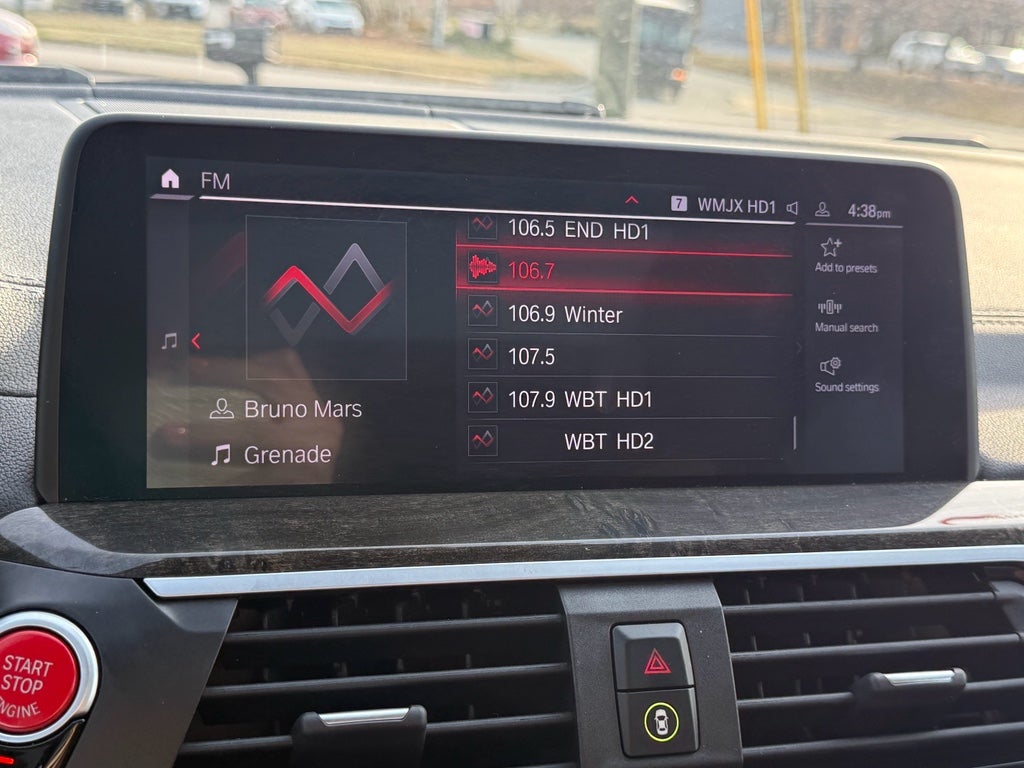 FM
7 WMJX HD1
4:38pm
106.5 END HD1
106.7
106.9 Winter
107.5
107.9 WBT HD1
WBT HD2
Bruno Mars
Grenade
Add to presets
Manual search
Sound settings
START
STOP
ENGINE